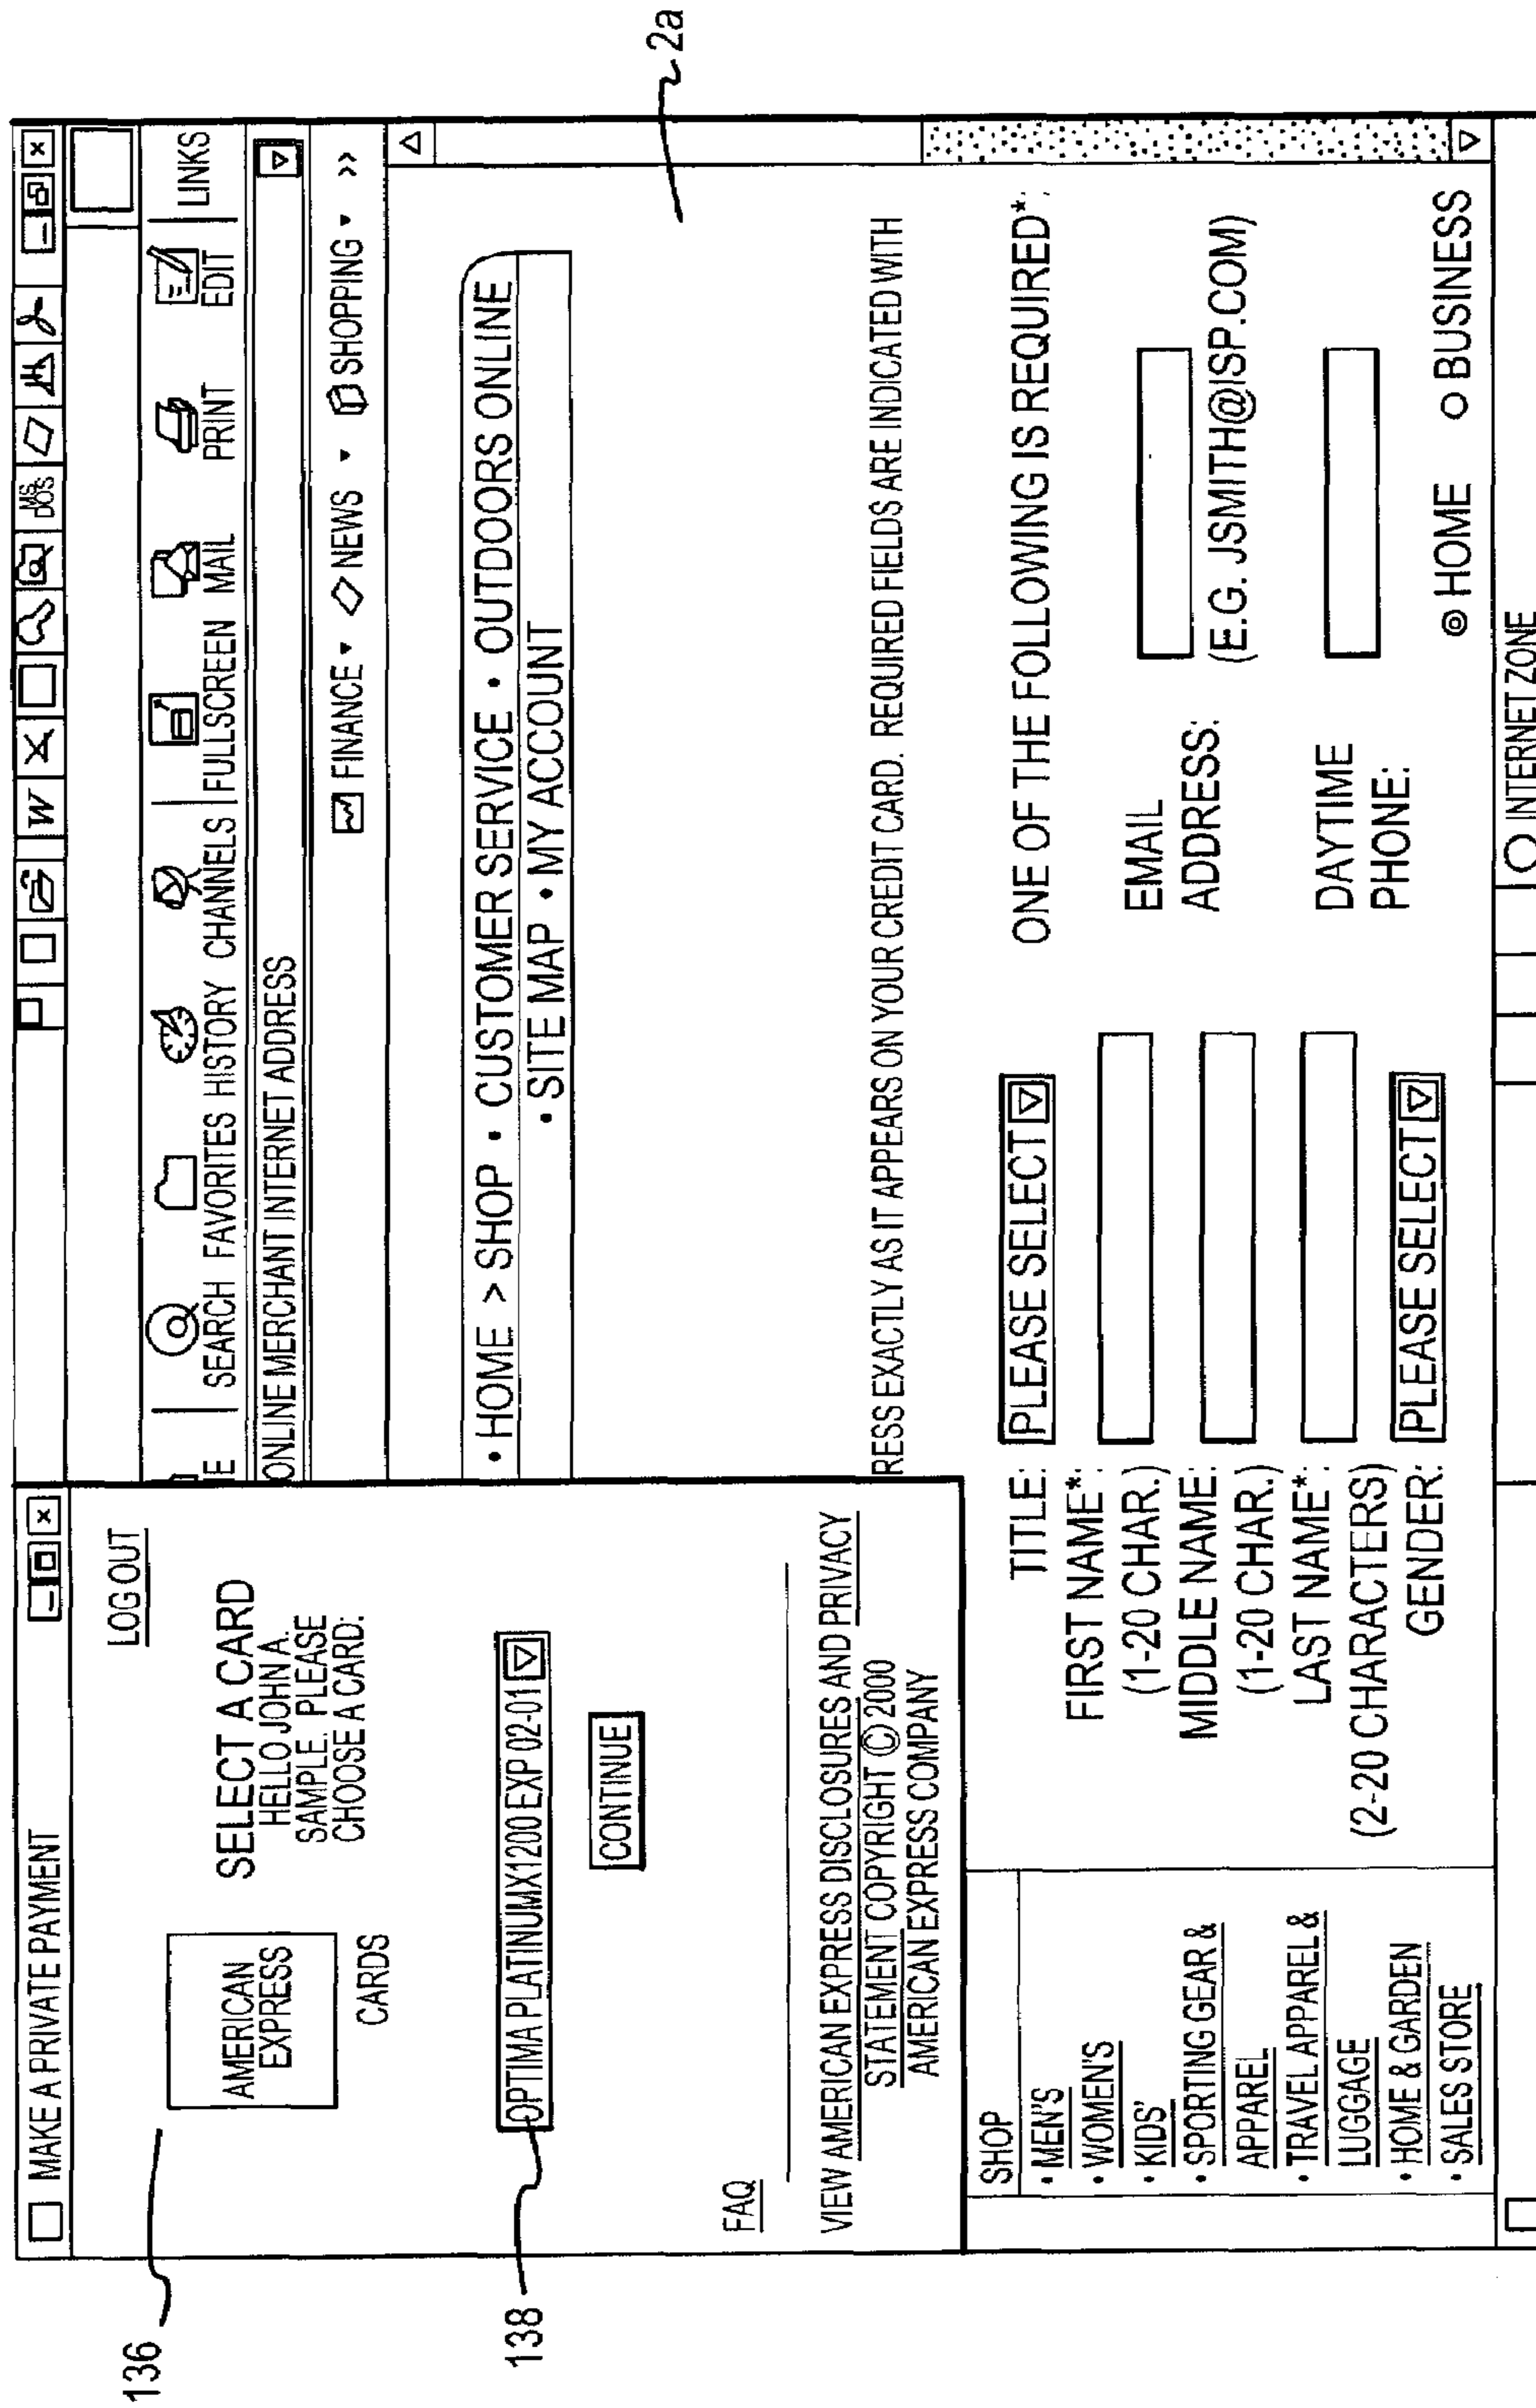 136
MAKE A PRIVATE PAYMENT
LOG OUT
AMERICAN
EXPRESS
CARDS
SELECT A CARD
HELLO JOHN A.
SAMPLE. PLEASE
CHOOSE A CARD:
138
OPTIMA PLATINUMX1200 EXP 02-01
CONTINUE
FAQ
VIEW AMERICAN EXPRESS DISCLOSURES AND PRIVACY
STATEMENT COPYRIGHT © 2000
AMERICAN EXPRESS COMPANY
W
MS DOS
E
SEARCH FAVORITES HISTORY CHANNELS FULLSCREEN MAIL PRINT EDIT LINKS
ONLINE MERCHANT INTERNET ADDRESS
FINANCE NEWS SHOPPING >>
• HOME > SHOP • CUSTOMER SERVICE • OUTDOORS ONLINE
• SITE MAP • MY ACCOUNT
2a
RESS EXACTLY AS IT APPEARS ON YOUR CREDIT CARD. REQUIRED FIELDS ARE INDICATED WITH
SHOP
• MEN'S
• WOMEN'S
• KIDS'
• SPORTING GEAR &
APPAREL
• TRAVEL APPAREL &
LUGGAGE
• HOME & GARDEN
• SALES STORE
TITLE: PLEASE SELECT
FIRST NAME*:
(1-20 CHAR.)
MIDDLE NAME:
(1-20 CHAR.)
LAST NAME*:
(2-20 CHARACTERS)
GENDER: PLEASE SELECT
ONE OF THE FOLLOWING IS REQUIRED*:
EMAIL
ADDRESS:
(E.G. JSMITH@ISP.COM)
DAYTIME
PHONE:
HOME BUSINESS
INTERNET ZONE